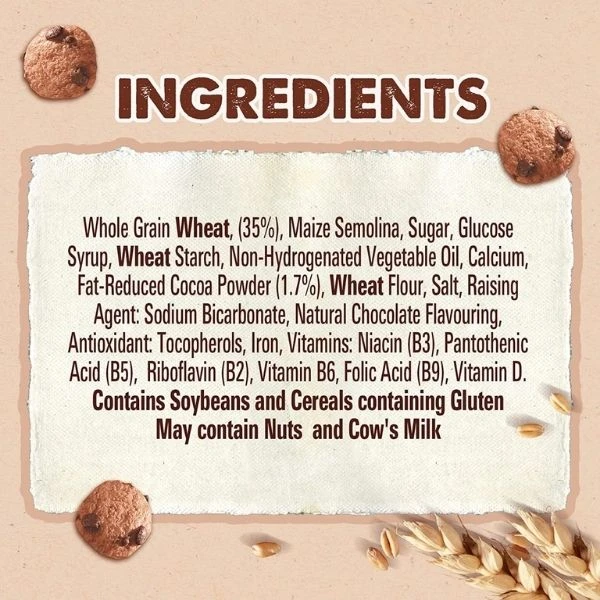 INGREDIENTS
Whole Grain Wheat, (35%), Maize Semolina, Sugar, Glucose
Syrup, Wheat Starch, Non-Hydrogenated Vegetable Oil, Calcium,
Fat-Reduced Cocoa Powder (1.7%), Wheat Flour, Salt, Raising
Agent: Sodium Bicarbonate, Natural Chocolate Flavouring,
Antioxidant: Tocopherols, Iron, Vitamins: Niacin (B3), Pantothenic
Acid (B5), Riboflavin (B2), Vitamin B6, Folic Acid (B9), Vitamin D.
Contains Soybeans and Cereals containing Gluten
May contain Nuts and Cow's Milk